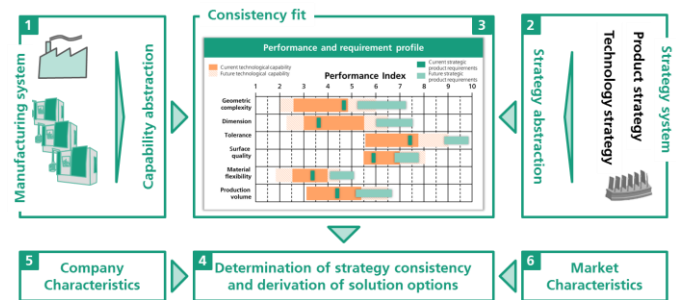 1
Manufacturing system
Capability abstraction
Consistency fit
3
Performance and requirement profile
Current technological capability
Future technological capability
Current strategic
product requirements
Future strategic
product requirements
Performance Index
1 2 3 4 5 6 7 8 9 10
Geometric
complexity
Dimension
Tolerance
Surface
quality
Material
flexibility
Production
volume
2
Strategy abstraction
Technology strategy
Product strategy
Strategy system
5
Company
Characteristics
4
Determination of strategy consistency
and derivation of solution options
6
Market
Characteristics